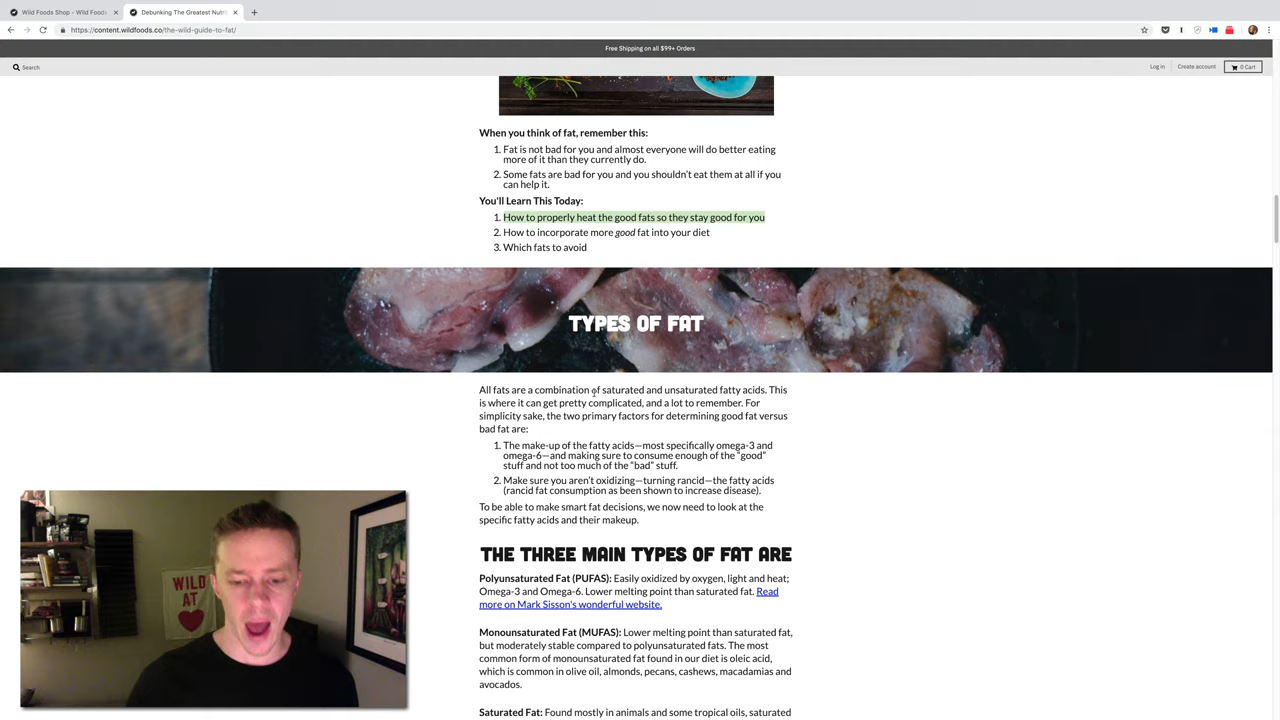 Wild Foods Shop - Wild Foods
Debunking The Greatest Nutr
https://content.wildfoods.co/the-wild-guide-to-fat/
Free Shipping on all $99+ Orders
Search
Log in
Create account
0 Cart
When you think of fat, remember this:
1. Fat is not bad for you and almost everyone will do better eating
more of it than they currently do.
2. Some fats are bad for you and you shouldn't eat them at all if you
can help it.
You'll Learn This Today:
1. How to properly heat the good fats so they stay good for you
2. How to incorporate more good fat into your diet
3. Which fats to avoid
TYPES OF FAT
All fats are a combination of saturated and unsaturated fatty acids. This
is where it can get pretty complicated, and a lot to remember. For
simplicity sake, the two primary factors for determining good fat versus
bad fat are:
1. The make-up of the fatty acids—most specifically omega-3 and
omega-6—and making sure to consume enough of the "good"
stuff and not too much of the "bad" stuff.
2. Make sure you aren't oxidizing—turning rancid—the fatty acids
(rancid fat consumption as been shown to increase disease).
To be able to make smart fat decisions, we now need to look at the
specific fatty acids and their makeup.
THE THREE MAIN TYPES OF FAT ARE
Polyunsaturated Fat (PUFAS): Easily oxidized by oxygen, light and heat;
Omega-3 and Omega-6. Lower melting point than saturated fat. Read
more on Mark Sisson's wonderful website.
Monounsaturated Fat (MUFAS): Lower melting point than saturated fat,
but moderately stable compared to polyunsaturated fats. The most
common form of monounsaturated fat found in our diet is oleic acid,
which is common in olive oil, almonds, pecans, cashews, macadamias and
avocados.
Saturated Fat: Found mostly in animals and some tropical oils, saturated
WILD
AT